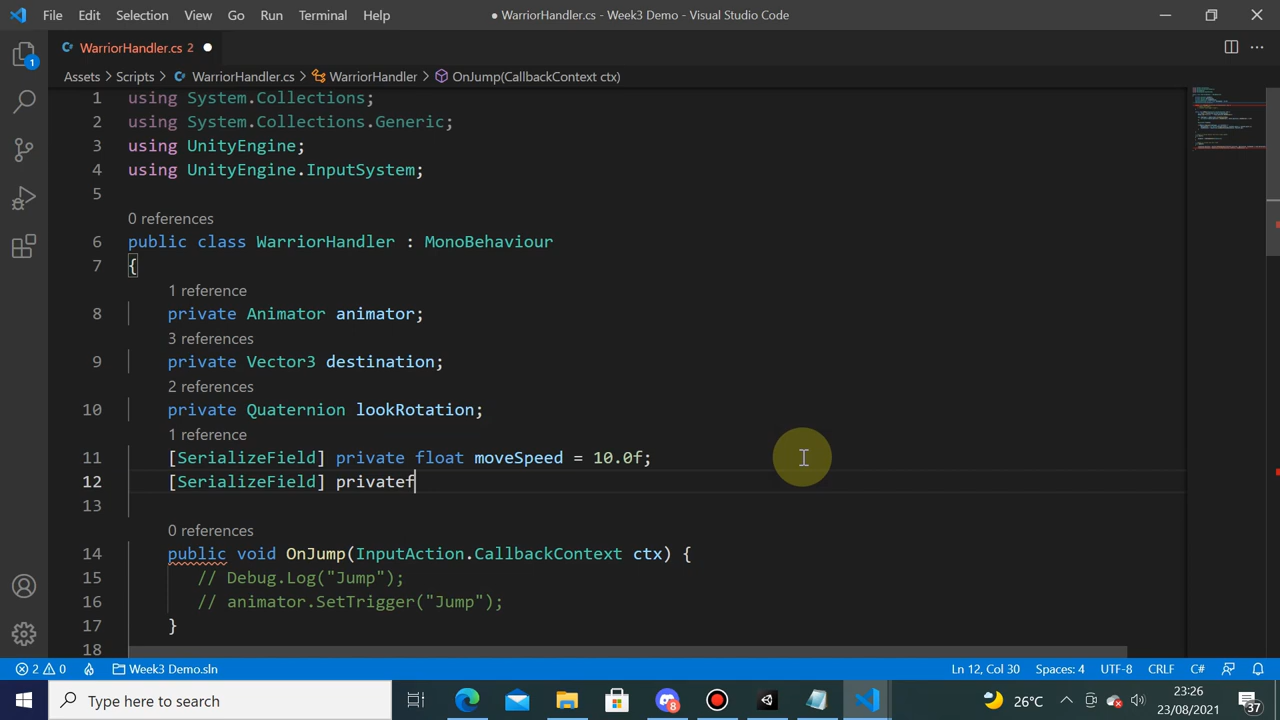 File Edit Selection View Go Run Terminal Help
● WarriorHandler.cs - Week3 Demo - Visual Studio Code
WarriorHandler.cs 2 ●
Assets > Scripts > WarriorHandler.cs > WarriorHandler > OnJump(CallbackContext ctx)
1 using System.Collections;
2 using System.Collections.Generic;
3 using UnityEngine;
4 using UnityEngine.InputSystem;
5
0 references
6 public class WarriorHandler : MonoBehaviour
7 {
1 reference
8 private Animator animator;
3 references
9 private Vector3 destination;
2 references
10 private Quaternion lookRotation;
1 reference
11 [SerializeField] private float moveSpeed = 10.0f;
12 [SerializeField] privatef
13
0 references
14 public void OnJump(InputAction.CallbackContext ctx) {
15 // Debug.Log("Jump");
16 // animator.SetTrigger("Jump");
17 }
18
1
2 0 Week3 Demo.sln Ln 12, Col 30 Spaces: 4 UTF-8 CRLF C#
Type here to search
8
26°C
23:26
23/08/2021
37